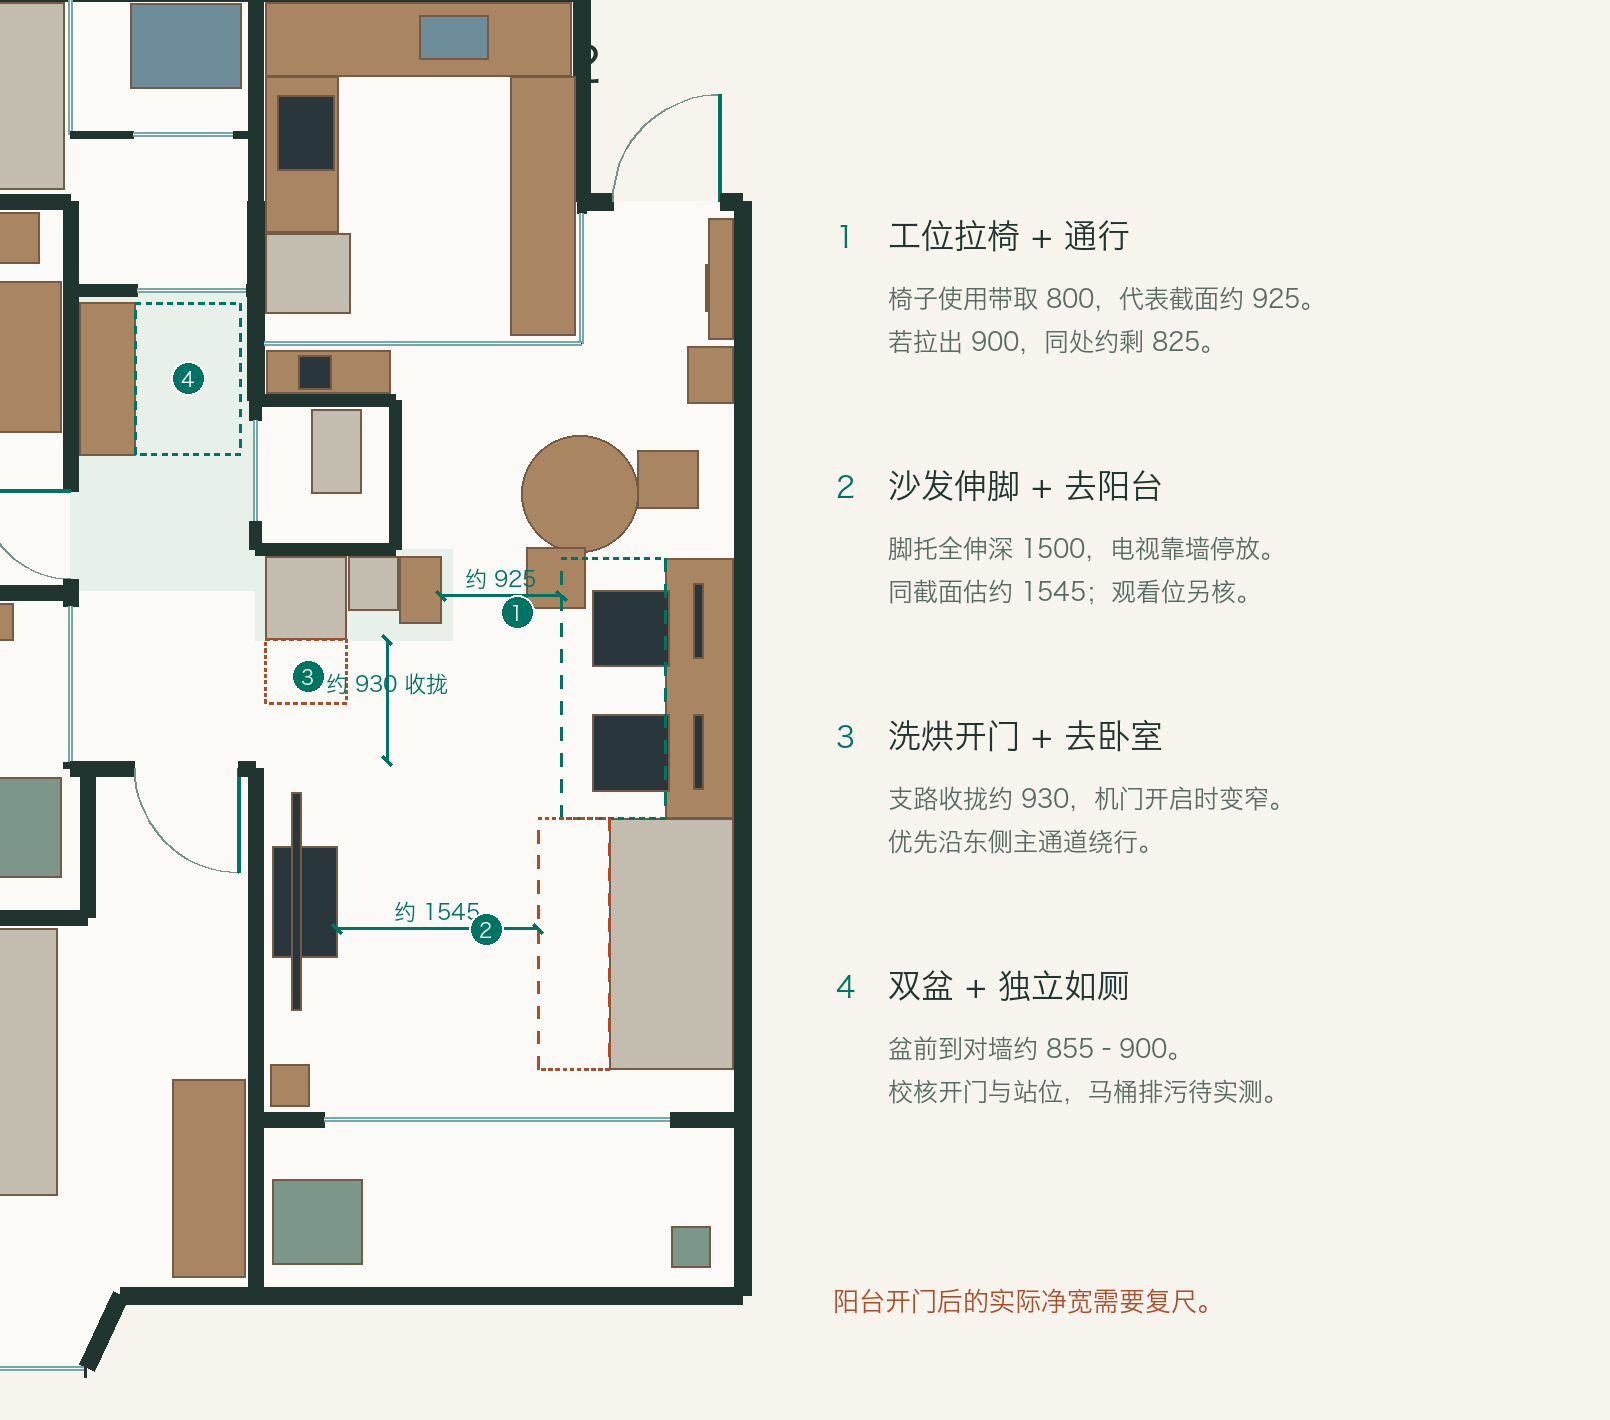 1 工位拉椅 + 通行
椅子使用带取 800，代表截面约 925。
若拉出 900，同处约剩 825。
2 沙发伸脚 + 去阳台
脚托全伸深 1500，电视靠墙停放。
同截面估约 1545；观看位另核。
3 洗烘开门 + 去卧室
支路收拢约 930，机门开启时变窄。
优先沿东侧主通道绕行。
4 双盆 + 独立如厕
盆前到对墙约 855 - 900。
校核开门与站位，马桶排污待实测。
阳台开门后的实际净宽需要复尺。
4
约 925
1
3
约 930 收拢
约 1545
2